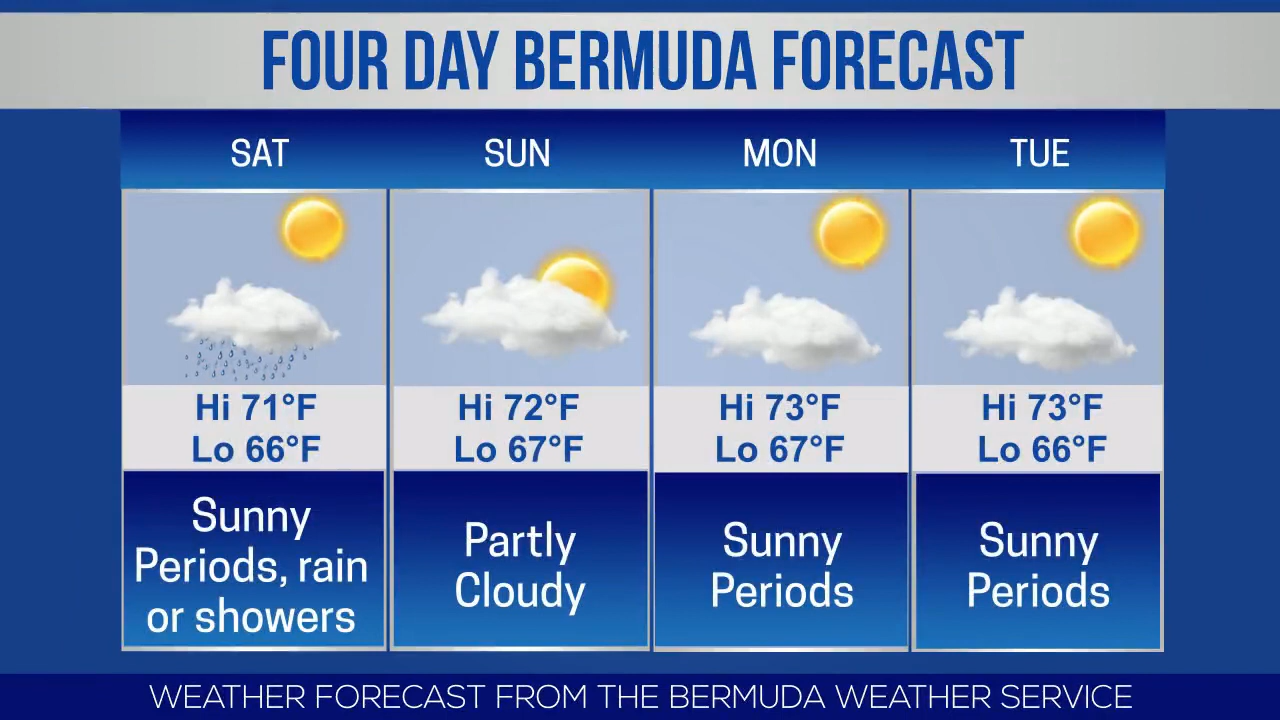 FOUR DAY BERMUDA FORECAST
SAT
SUN
MON
TUE
Hi 71°F
Lo 66°F
Hi 72°F
Lo 67°F
Hi 73°F
Lo 67°F
Hi 73°F
Lo 66°F
Sunny
Periods, rain
or showers
Partly
Cloudy
Sunny
Periods
Sunny
Periods
WEATHER FORECAST FROM THE BERMUDA WEATHER SERVICE